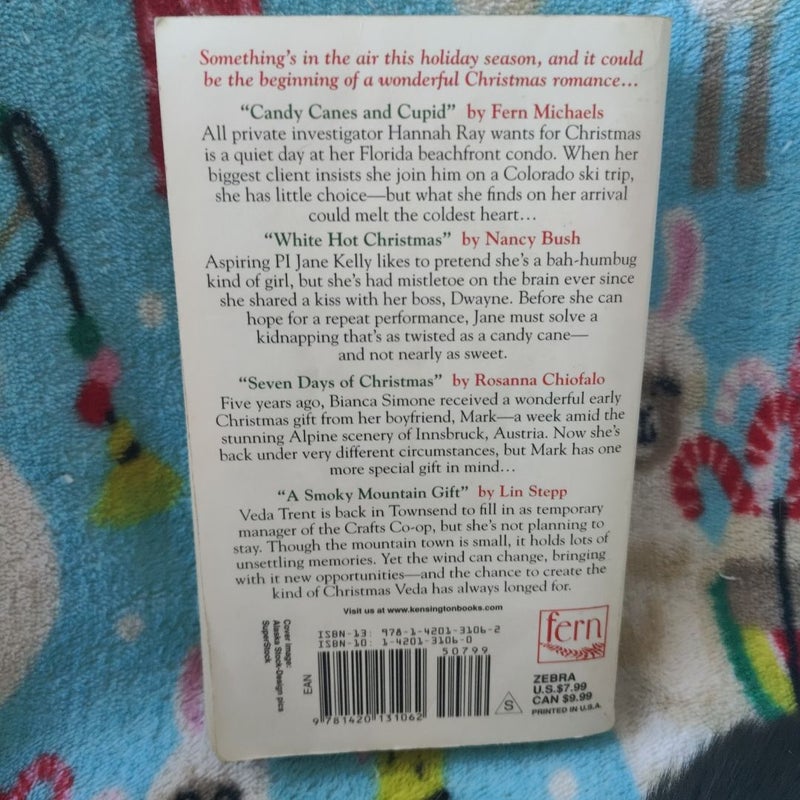 Something's in the air this holiday season, and it could
be the beginning of a wonderful Christmas romance...
"Candy Canes and Cupid" by Fern Michaels
All private investigator Hannah Ray wants for Christmas
is a quiet day at her Florida beachfront condo. When her
biggest client insists she join him on a Colorado ski trip,
she has little choice—but what she finds on her arrival
could melt the coldest heart...
"White Hot Christmas" by Nancy Bush
Aspiring PI Jane Kelly likes to pretend she's a bah-humbug
kind of girl, but she's had mistletoe on the brain ever since
she shared a kiss with her boss, Dwayne. Before she can
hope for a repeat performance, Jane must solve a
kidnapping that's as twisted as a candy cane—
and not nearly as sweet.
"Seven Days of Christmas" by Rosanna Chiofalo
Five years ago, Bianca Simone received a wonderful early
Christmas gift from her boyfriend, Mark—a week amid the
stunning Alpine scenery of Innsbruck, Austria. Now she's
back under very different circumstances, but Mark has one
more special gift in mind...
"A Smoky Mountain Gift" by Lin Stepp
Veda Trent is back in Townsend to fill in as temporary
manager of the Crafts Co-op, but she's not planning to
stay. Though the mountain town is small, it holds lots of
unsettling memories. Yet the wind can change, bringing
with it new opportunities—and the chance to create the
kind of Christmas Veda has always longed for.
Visit us at www.kensingtonbooks.com
Cover image:
Alaska Stock-Design pics
SuperStock
ISBN-13: 978-1-4201-3106-2
ISBN-10: 1-4201-3106-0
50799
EAN
9 781420 131062
S
fern
ZEBRA
U.S.$7.99
CAN $9.99
PRINTED IN U.S.A.